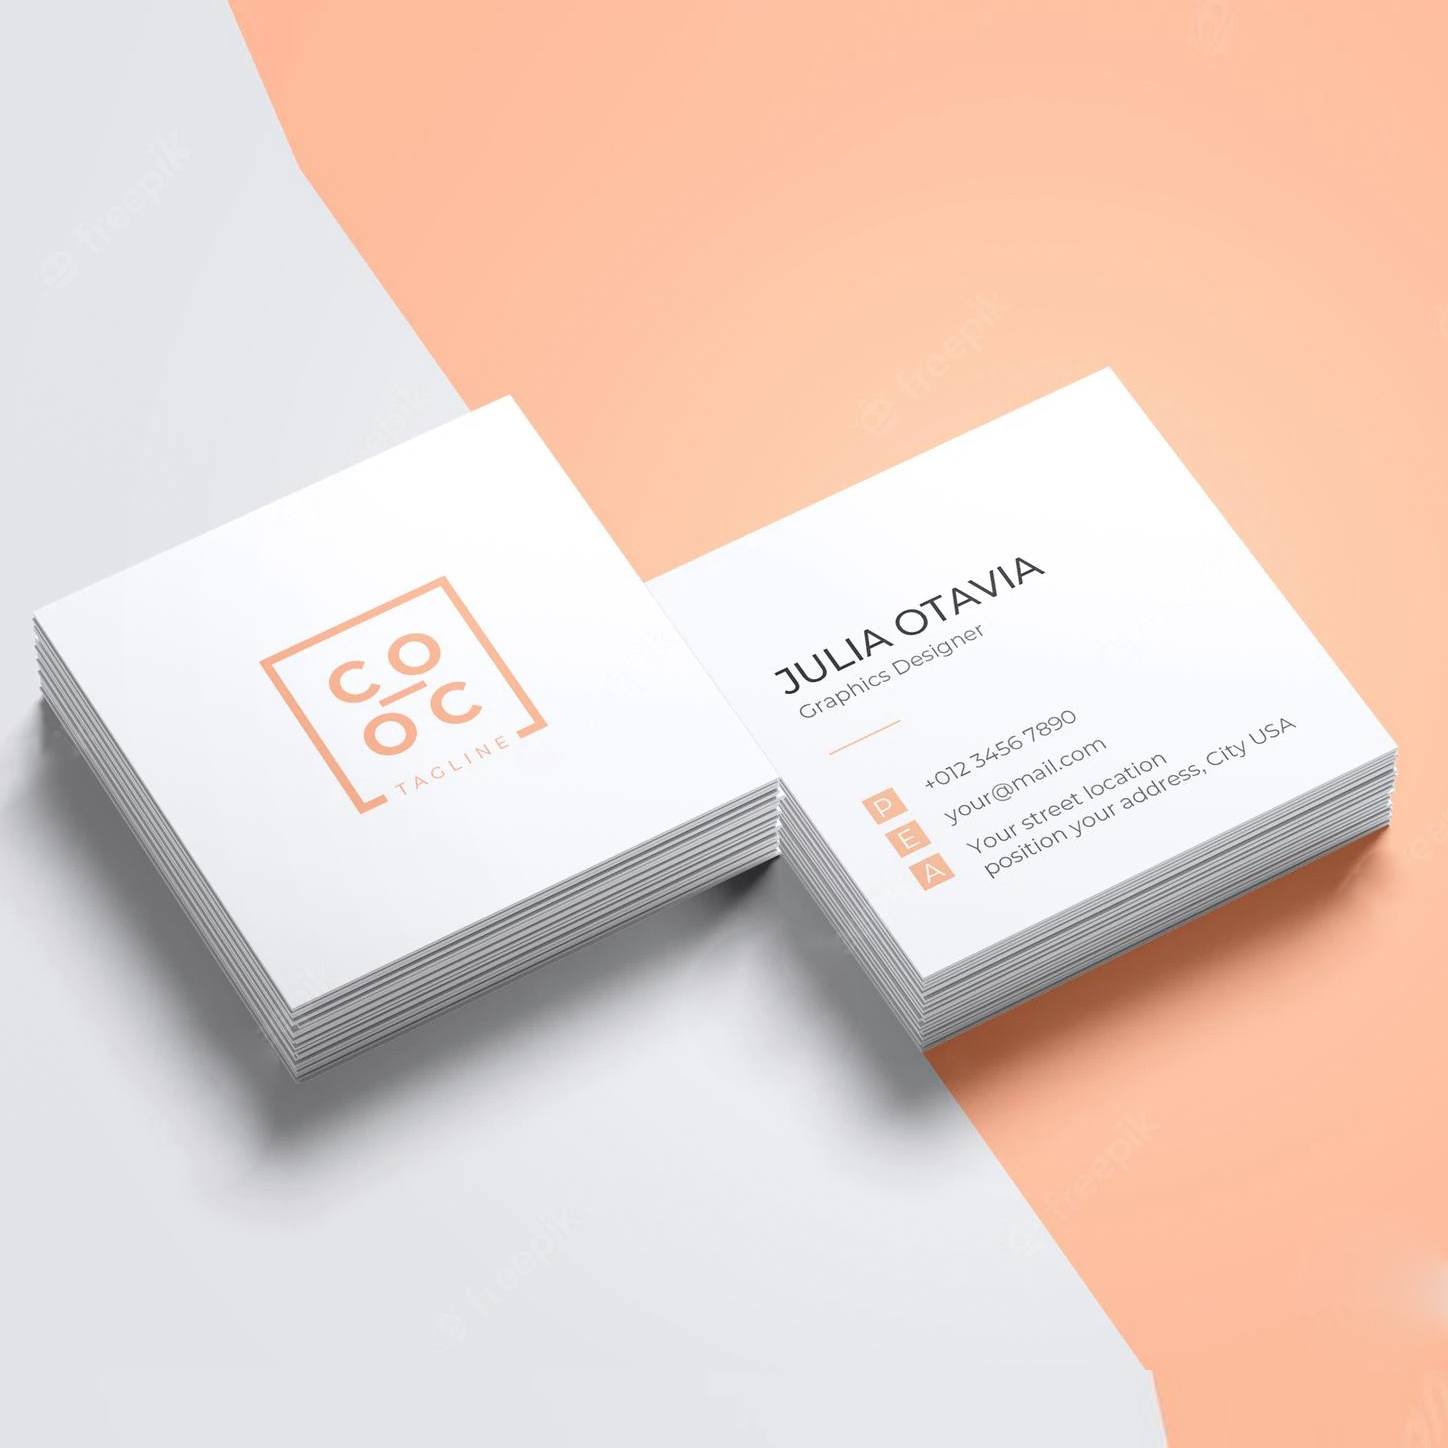 CO
OC
TAGLINE
JULIA OTAVIA
Graphics Designer
P +012 3456 7890
E your@mail.com
A Your street location
position your address, City USA
freepik
freepik
freepik
freepik